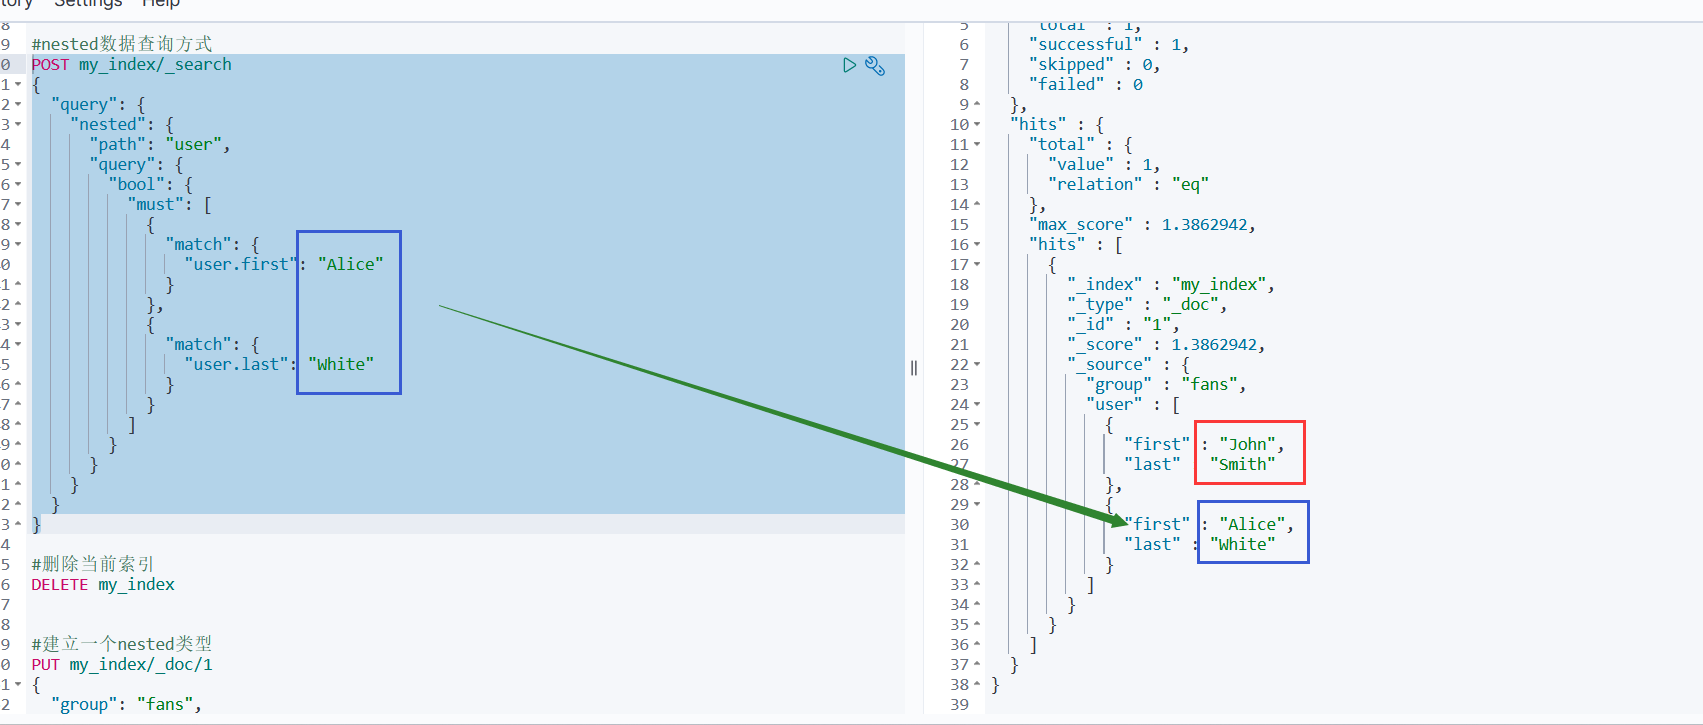 tory Settings Help
8
9 #nested数据查询方式
0 POST my_index/_search
1 {
2 "query": {
3 "nested": {
4 "path": "user",
5 "query": {
6 "bool": {
7 "must": [
8 {
9 "match": {
0 "user.first": "Alice"
1 }
2 },
3 {
4 "match": {
5 "user.last": "White"
6 }
7 }
8 ]
9 }
0 }
1 }
2 }
3 }
4
5 #删除当前索引
6 DELETE my_index
7
8
9 #建立一个nested类型
0 PUT my_index/_doc/1
1 {
2 "group": "fans",
5 "total" : 1,
6 "successful" : 1,
7 "skipped" : 0,
8 "failed" : 0
9 },
10 "hits" : {
11 "total" : {
12 "value" : 1,
13 "relation" : "eq"
14 },
15 "max_score" : 1.3862942,
16 "hits" : [
17 {
18 "_index" : "my_index",
19 "_type" : "_doc",
20 "_id" : "1",
21 "_score" : 1.3862942,
22 "_source" : {
23 "group" : "fans",
24 "user" : [
25 {
26 "first" : "John",
27 "last" "Smith"
28 },
29 {
30 "first" : "Alice",
31 "last" : "White"
32 }
33 ]
34 }
35 }
36 ]
37 }
38 }
39